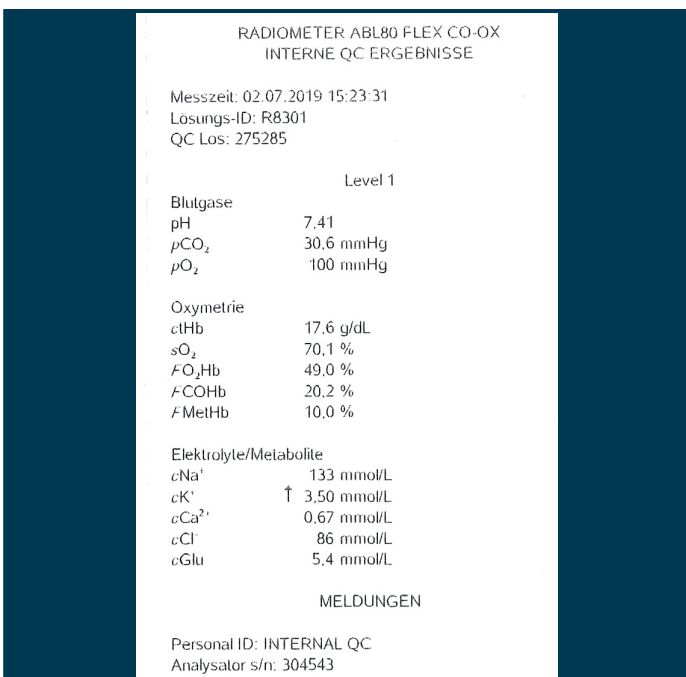 RADIOMETER ABL80 FLEX CO-OX
INTERNE QC ERGEBNISSE
Messzeit: 02.07.2019 15:23:31
Lösungs-ID: R8301
QC Los: 275285
Level 1
Blutgase
pH 7,41
pCO₂ 30,6 mmHg
pO₂ 100 mmHg
Oxymetrie
ctHb 17,6 g/dL
sO₂ 70,1 %
FO₂Hb 49,0 %
FCOHb 20,2 %
FMetHb 10,0 %
Elektrolyte/Metabolite
cNa⁺ 133 mmol/L
cK⁺ ↑ 3,50 mmol/L
cCa²⁺ 0,67 mmol/L
cCl⁻ 86 mmol/L
cGlu 5,4 mmol/L
MELDUNGEN
Personal ID: INTERNAL QC
Analysator s/n: 304543